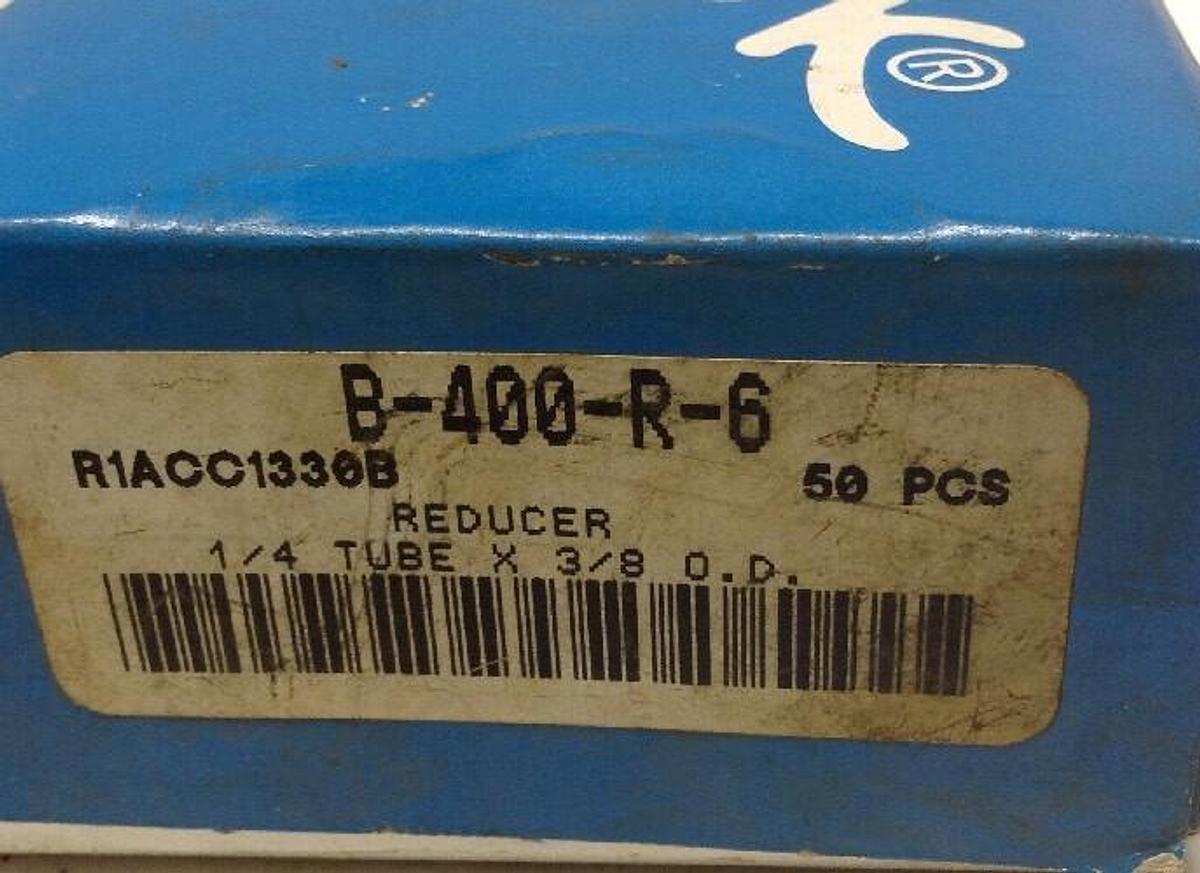 k®
B-400-R-6
R1ACC1330B 50 PCS
REDUCER
1/4 TUBE X 3/8 O.D.